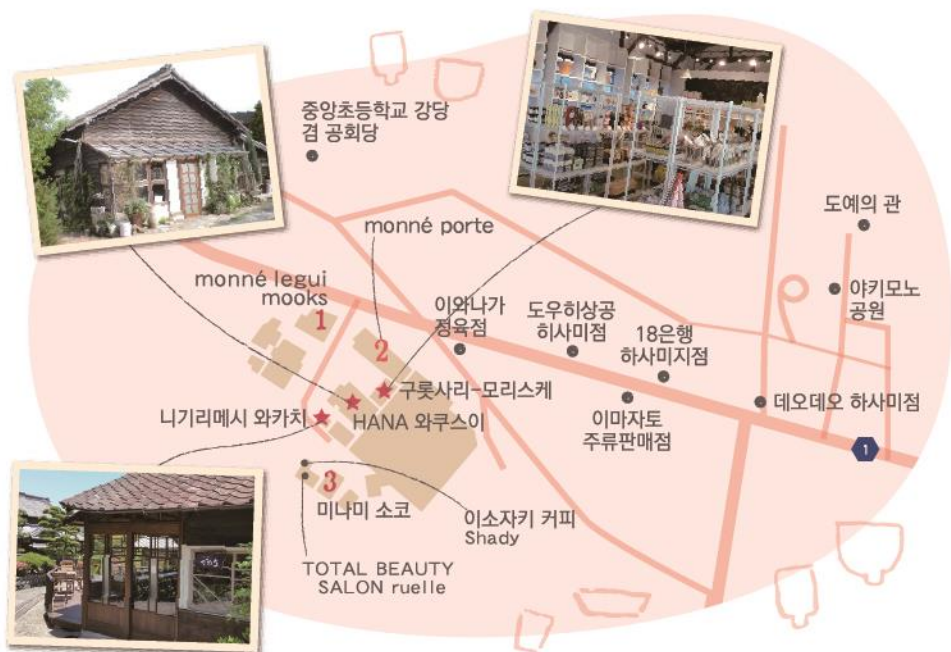 중앙초등학교 강당
겸 공회당
monné porte
monné legui
mooks
1
2
이와나가
정육점
도우히상공
히사미점
18은행
하사미지점
도예의 관
야키모노
공원
구롯사리-모리스케
니기리메시 와카치
HANA 와쿠스이
이마자토
주류판매점
데오데오 하사미점
1
3
미나미 소코
이소자키 커피
Shady
TOTAL BEAUTY
SALON ruelle